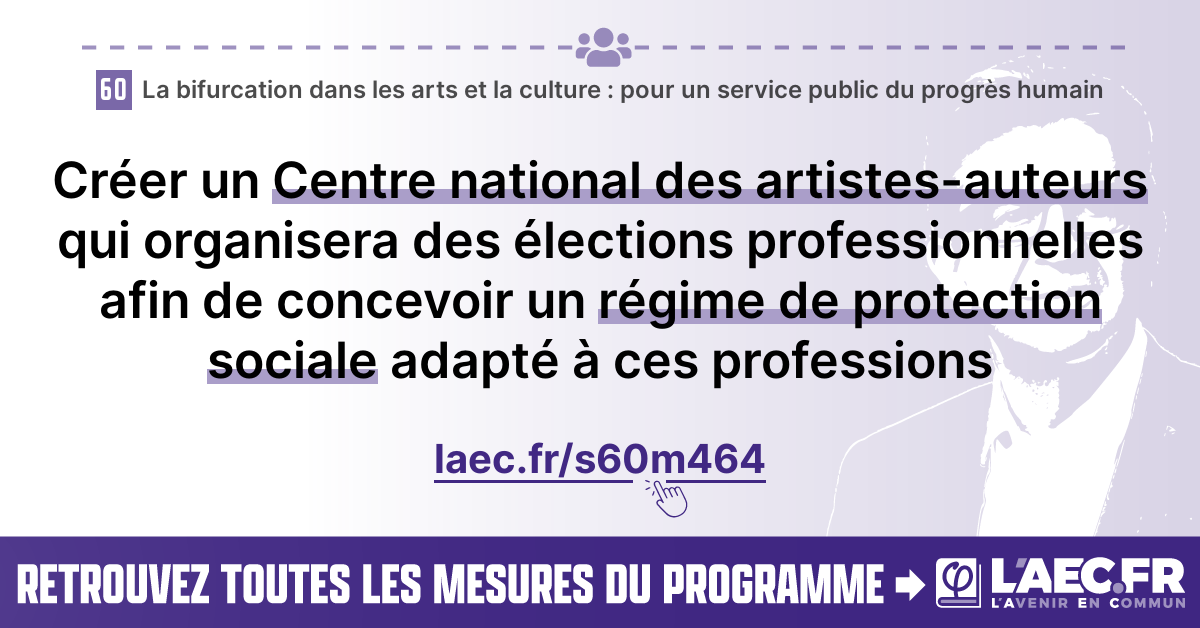 60 La bifurcation dans les arts et la culture : pour un service public du progrès humain
Créer un Centre national des artistes-auteurs
qui organisera des élections professionnelles
afin de concevoir un régime de protection
sociale adapté à ces professions
laec.fr/s60m464
RETROUVEZ TOUTES LES MESURES DU PROGRAMME
φ L'AEC.FR
L'AVENIR EN COMMUN